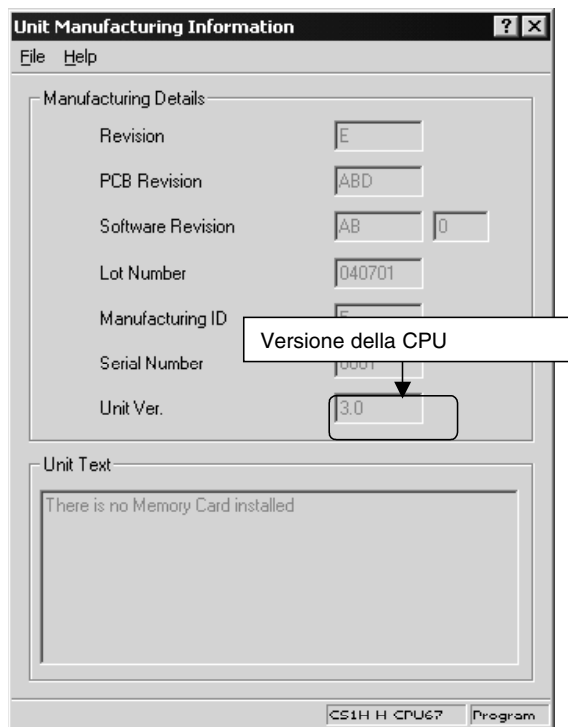 Unit Manufacturing Information
File Help
Manufacturing Details
Revision E
PCB Revision ABD
Software Revision AB 0
Lot Number 040701
Manufacturing ID
Versione della CPU
Serial Number 0001
Unit Ver. 3.0
Unit Text
There is no Memory Card installed
CS1H-H CPU67 Program